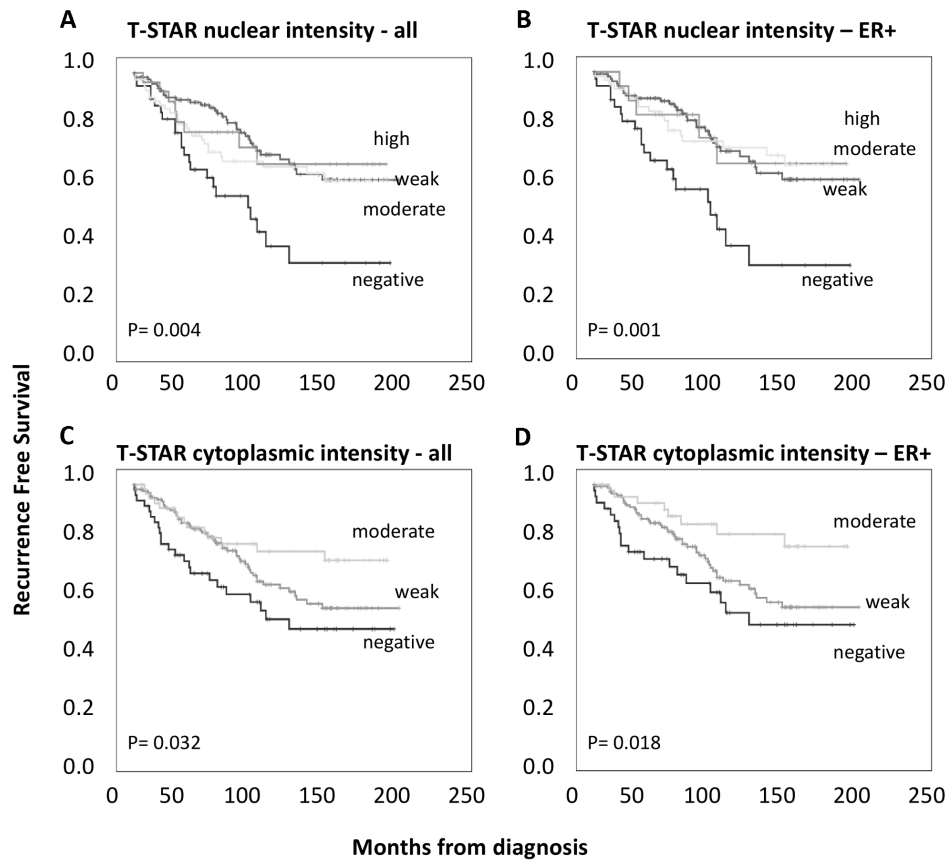 A
T-STAR nuclear intensity - all
1.0
0.8
0.6
0.4
0.2
0.0
high
weak
moderate
negative
P= 0.004
0 50 100 150 200 250
B
T-STAR nuclear intensity – ER+
1.0
0.8
0.6
0.4
0.2
0.0
high
moderate
weak
negative
P= 0.001
0 50 100 150 200 250
Recurrence Free Survival
C
T-STAR cytoplasmic intensity - all
1.0
0.8
0.6
0.4
0.2
0.0
moderate
weak
negative
P= 0.032
0 50 100 150 200 250
D
T-STAR cytoplasmic intensity – ER+
1.0
0.8
0.6
0.4
0.2
0.0
moderate
weak
negative
P= 0.018
0 50 100 150 200 250
Months from diagnosis